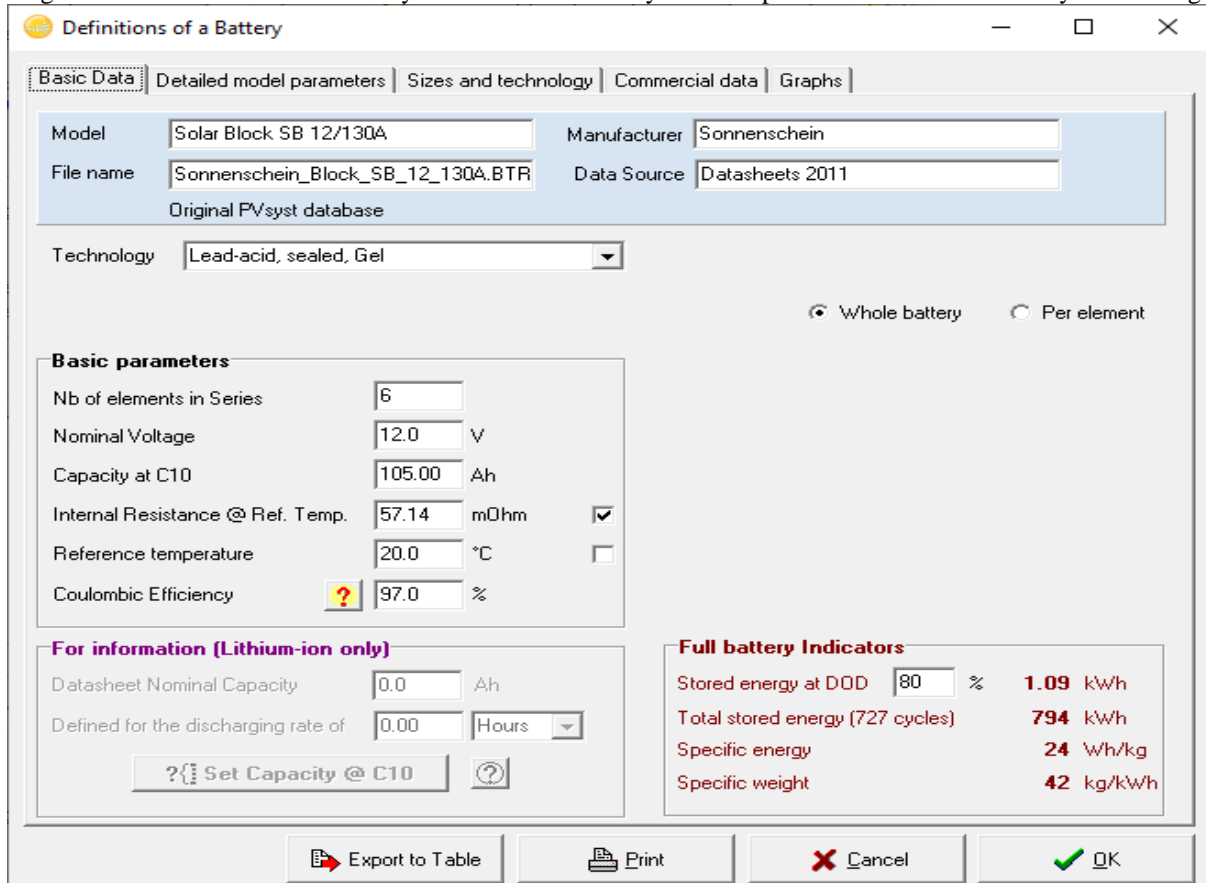 Definitions of a Battery
Basic Data Detailed model parameters Sizes and technology Commercial data Graphs
Model Solar Block SB 12/130A Manufacturer Sonnenschein
File name Sonnenschein_Block_SB_12_130A.BTR Data Source Datasheets 2011
Original PVsyst database
Technology Lead-acid, sealed, Gel
Whole battery Per element
Basic parameters
Nb of elements in Series 6
Nominal Voltage 12.0 V
Capacity at C10 105.00 Ah
Internal Resistance @ Ref. Temp. 57.14 mOhm
Reference temperature 20.0 °C
Coulombic Efficiency ? 97.0 %
For information (Lithium-ion only)
Datasheet Nominal Capacity 0.0 Ah
Defined for the discharging rate of 0.00 Hours
?{ Set Capacity @ C10 ?
Full battery Indicators
Stored energy at DOD 80 % 1.09 kWh
Total stored energy (727 cycles) 794 kWh
Specific energy 24 Wh/kg
Specific weight 42 kg/kWh
Export to Table Print Cancel OK